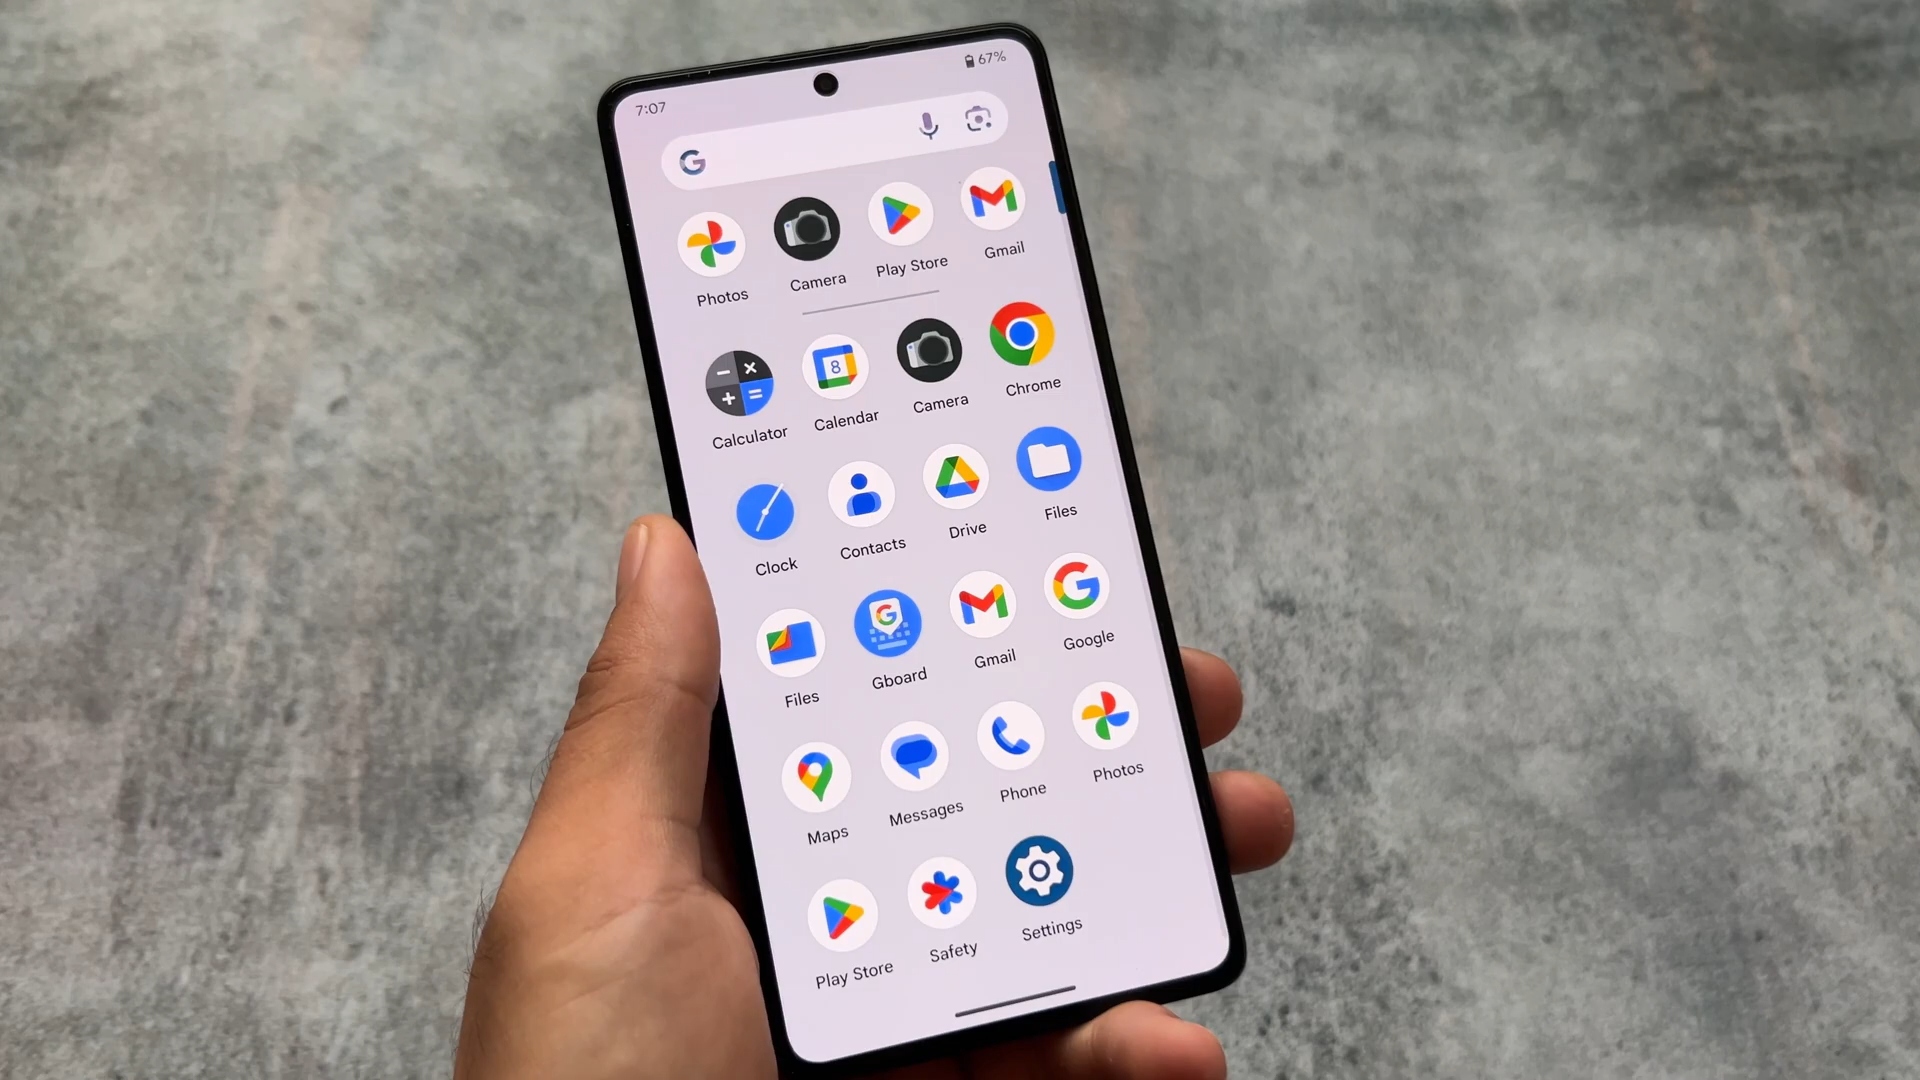 7:07
67%
G
Photos Camera Play Store Gmail
8
Calculator Calendar Camera Chrome
Clock Contacts Drive Files
G
G
Files Gboard Gmail Google
Maps Messages Phone Photos
Play Store Safety Settings